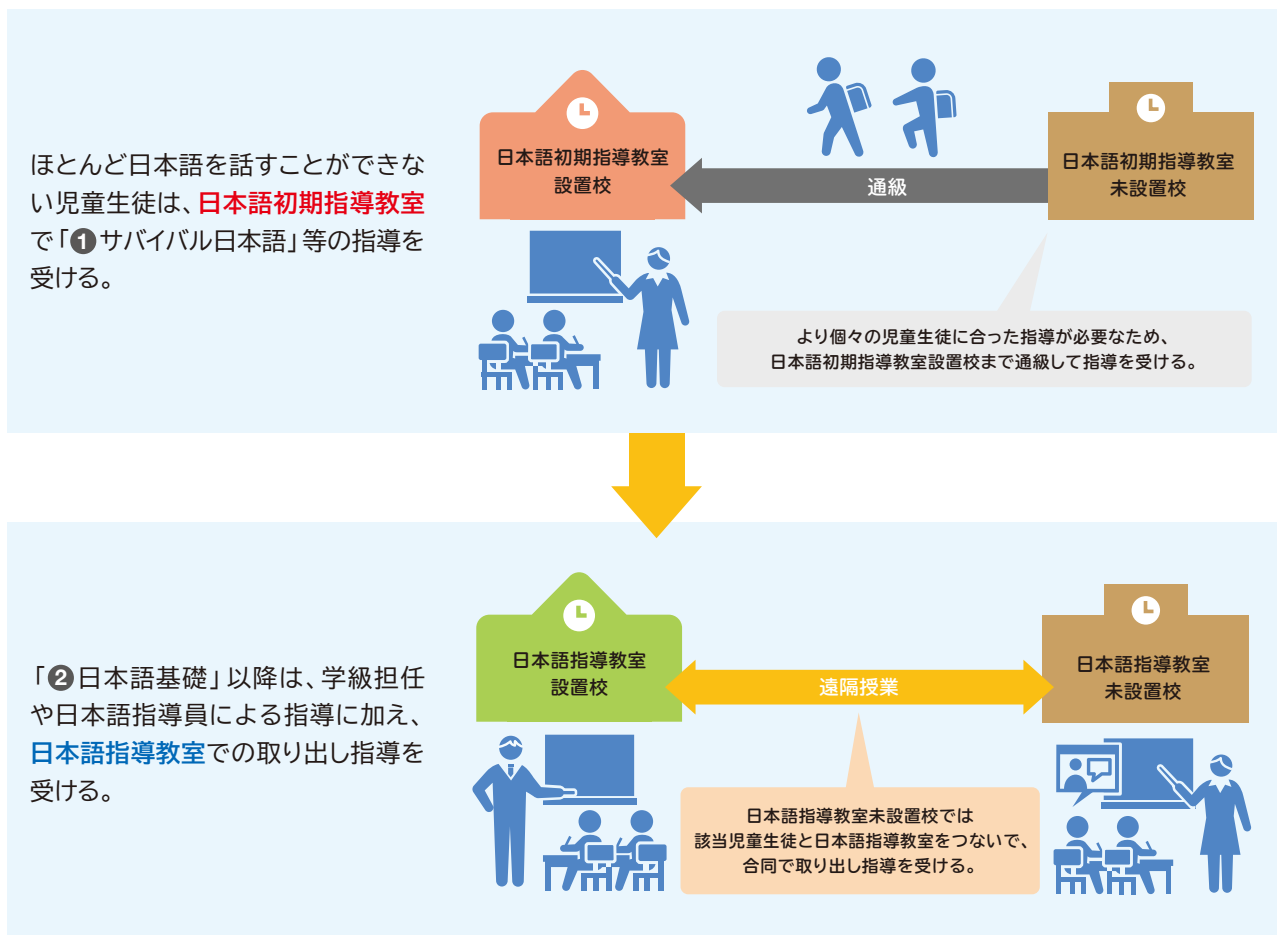 ほとんど日本語を話すことができな
い児童生徒は、日本語初期指導教室
で「❶サバイバル日本語」等の指導を
受ける。
日本語初期指導教室
設置校
通級
日本語初期指導教室
未設置校
より個々の児童生徒に合った指導が必要なため、
日本語初期指導教室設置校まで通級して指導を受ける。
「❷日本語基礎」以降は、学級担任
や日本語指導員による指導に加え、
日本語指導教室での取り出し指導を
受ける。
日本語指導教室
設置校
遠隔授業
日本語指導教室
未設置校
日本語指導教室未設置校では
該当児童生徒と日本語指導教室をつないで、
合同で取り出し指導を受ける。